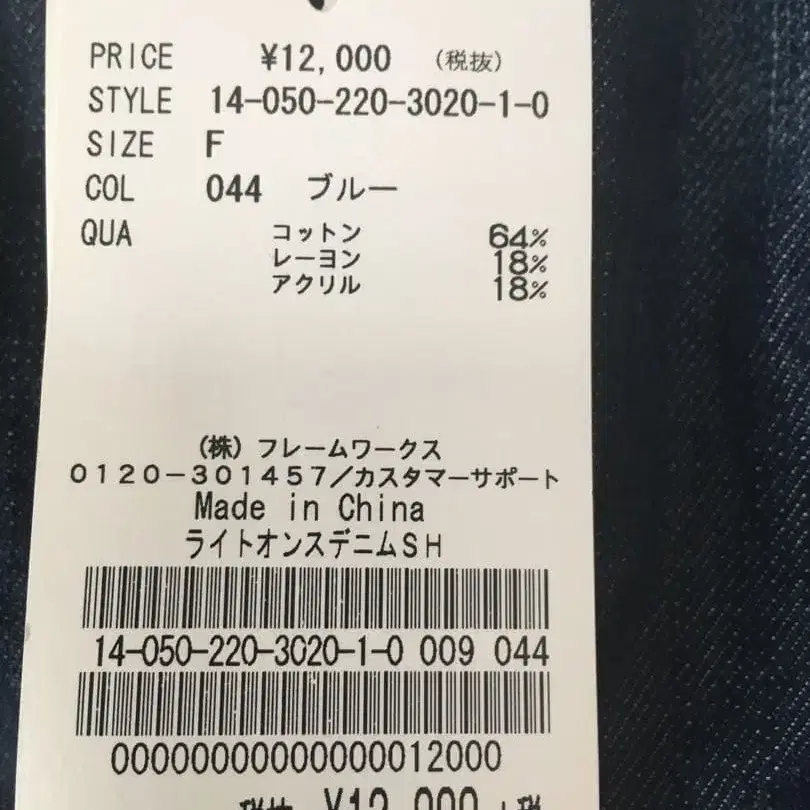 PRICE ¥12,000 (税抜)
STYLE 14-050-220-3020-1-0
SIZE F
COL 044 ブルー
QUA コットン 64%
レーヨン 18%
アクリル 18%
(株)フレームワークス
0120-301457/カスタマーサポート
Made in China
ライトオンスデニムSH
14-050-220-3020-1-0 009 044
00000000000000012000
¥12,000